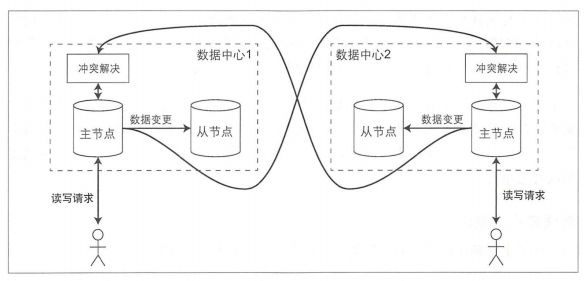 数据中心1
冲突解决
主节点
数据变更
从节点
读写请求
数据中心2
冲突解决
从节点
数据变更
主节点
读写请求